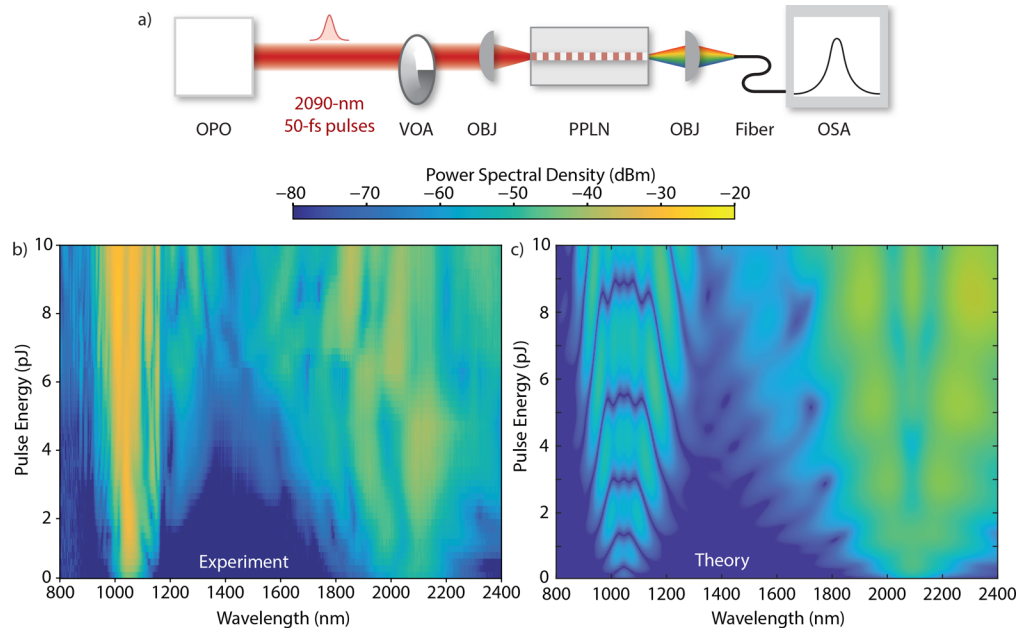 a)
2090-nm
50-fs pulses
OPO
VOA
OBJ
PPLN
OBJ
Fiber
OSA
Power Spectral Density (dBm)
−80 −70 −60 −50 −40 −30 −20
b)
10
8
6
4
2
0
Pulse Energy (pJ)
Experiment
800 1000 1200 1400 1600 1800 2000 2200 2400
Wavelength (nm)
c)
10
8
6
4
2
0
Pulse Energy (pJ)
Theory
800 1000 1200 1400 1600 1800 2000 2200 2400
Wavelength (nm)